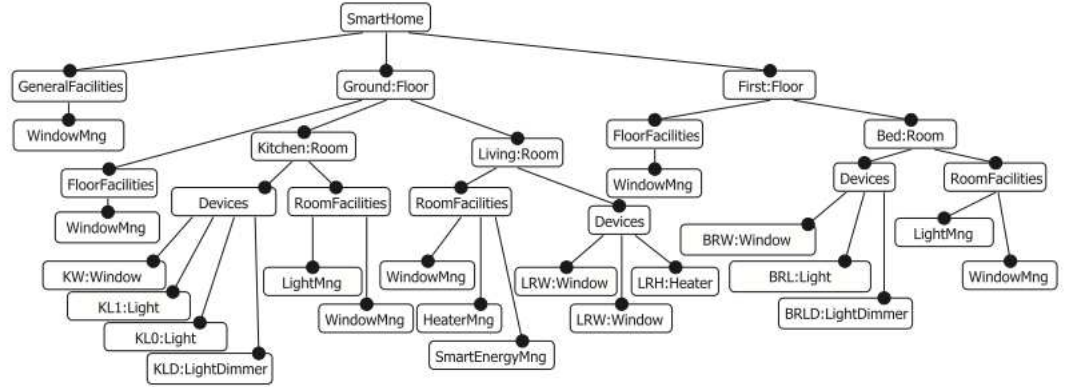 SmartHome
GeneralFacilities
Ground:Floor
First:Floor
WindowMng
Kitchen:Room
Living:Room
FloorFacilities
Bed:Room
FloorFacilities
WindowMng
Devices
RoomFacilities
RoomFacilities
WindowMng
Devices
Devices
RoomFacilities
KW:Window
KL1:Light
KL0:Light
KLD:LightDimmer
LightMng
WindowMng
WindowMng
HeaterMng
SmartEnergyMng
LRW:Window
LRH:Heater
LRW:Window
BRW:Window
BRL:Light
BRLD:LightDimmer
LightMng
WindowMng